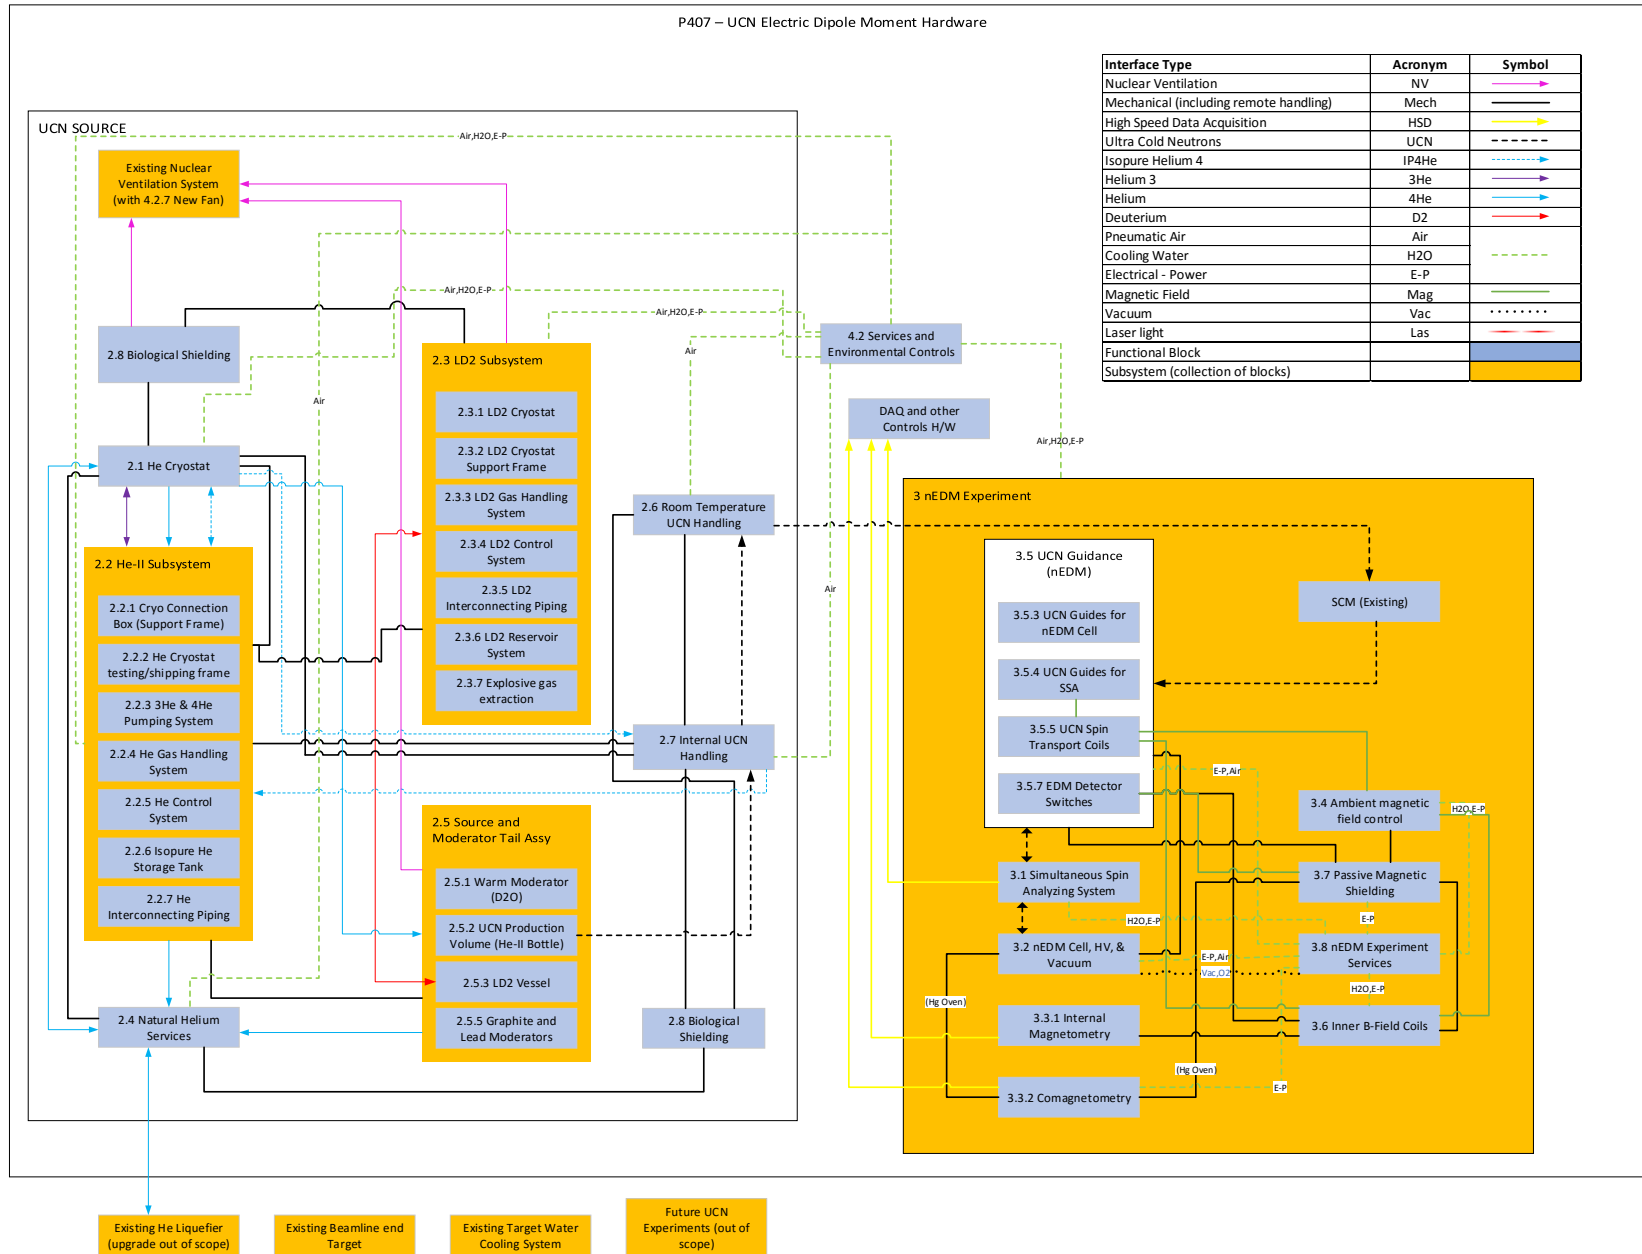 P407 – UCN Electric Dipole Moment Hardware
Interface Type Acronym Symbol
Nuclear Ventilation NV
Mechanical (including remote handling) Mech
High Speed Data Acquisition HSD
Ultra Cold Neutrons UCN
Isopure Helium 4 IP4He
Helium 3 3He
Helium 4He
Deuterium D2
Pneumatic Air Air
Cooling Water H2O
Electrical - Power E-P
Magnetic Field Mag
Vacuum Vac
Laser light Las
Functional Block
Subsystem (collection of blocks)
UCN SOURCE
Air,H2O,E-P
Existing Nuclear
Ventilation System
(with 4.2.7 New Fan)
Air,H2O,E-P
Air,H2O,E-P
2.8 Biological Shielding
2.3 LD2 Subsystem
2.3.1 LD2 Cryostat
2.3.2 LD2 Cryostat
Support Frame
2.3.3 LD2 Gas Handling
System
2.3.4 LD2 Control
System
2.3.5 LD2
Interconnecting Piping
2.3.6 LD2 Reservoir
System
2.3.7 Explosive gas
extraction
Air
Air
4.2 Services and
Environmental Controls
DAQ and other
Controls H/W
Air,H2O,E-P
2.1 He Cryostat
2.2 He-II Subsystem
2.2.1 Cryo Connection
Box (Support Frame)
2.2.2 He Cryostat
testing/shipping frame
2.2.3 3He & 4He
Pumping System
2.2.4 He Gas Handling
System
2.2.5 He Control
System
2.2.6 Isopure He
Storage Tank
2.2.7 He
Interconnecting Piping
2.6 Room Temperature
UCN Handling
Air
2.7 Internal UCN
Handling
2.5 Source and
Moderator Tail Assy
2.5.1 Warm Moderator
(D2O)
2.5.2 UCN Production
Volume (He-II Bottle)
2.5.3 LD2 Vessel
2.5.5 Graphite and
Lead Moderators
2.4 Natural Helium
Services
2.8 Biological
Shielding
3 nEDM Experiment
3.5 UCN Guidance
(nEDM)
3.5.3 UCN Guides for
nEDM Cell
3.5.4 UCN Guides for
SSA
3.5.5 UCN Spin
Transport Coils
3.5.7 EDM Detector
Switches
SCM (Existing)
E-P,Air
3.4 Ambient magnetic
field control
H2O,E-P
3.1 Simultaneous Spin
Analyzing System
3.7 Passive Magnetic
Shielding
H2O,E-P
E-P
3.2 nEDM Cell, HV, &
Vacuum
E-P,Air
Vac,O2
3.8 nEDM Experiment
Services
H2O,E-P
(Hg Oven)
3.3.1 Internal
Magnetometry
3.6 Inner B-Field Coils
(Hg Oven)
E-P
3.3.2 Comagnetometry
Existing He Liquefier
(upgrade out of scope)
Existing Beamline end
Target
Existing Target Water
Cooling System
Future UCN
Experiments (out of
scope)